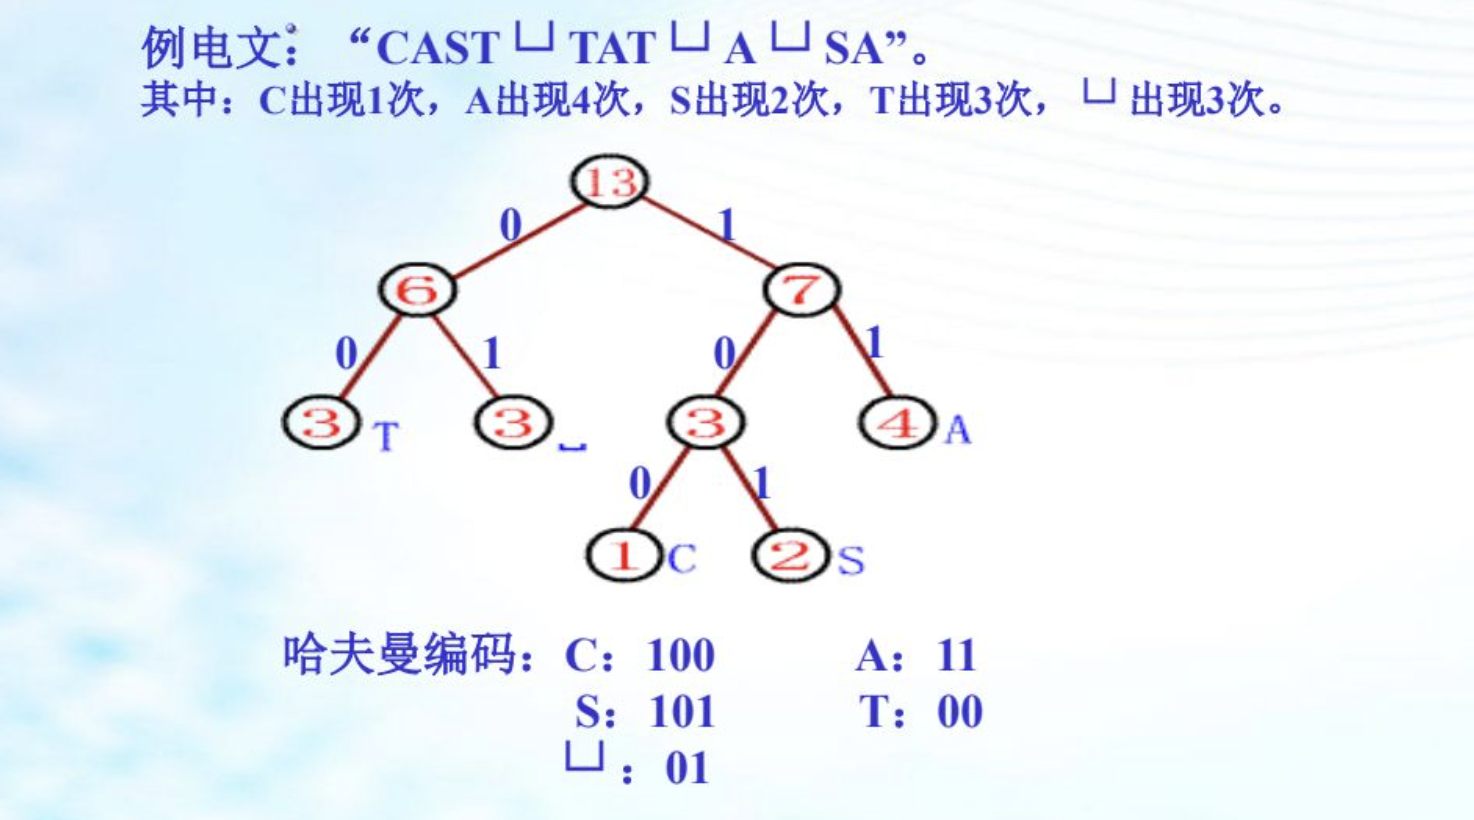 例电文：“CAST␣TAT␣A␣SA”。
其中：C出现1次，A出现4次，S出现2次，T出现3次，␣出现3次。
13
0 1
6 7
0 1 0 1
3 T 3 ␣ 3 4 A
0 1
1 C 2 S
哈夫曼编码：C：100 A：11
S：101 T：00
␣：01